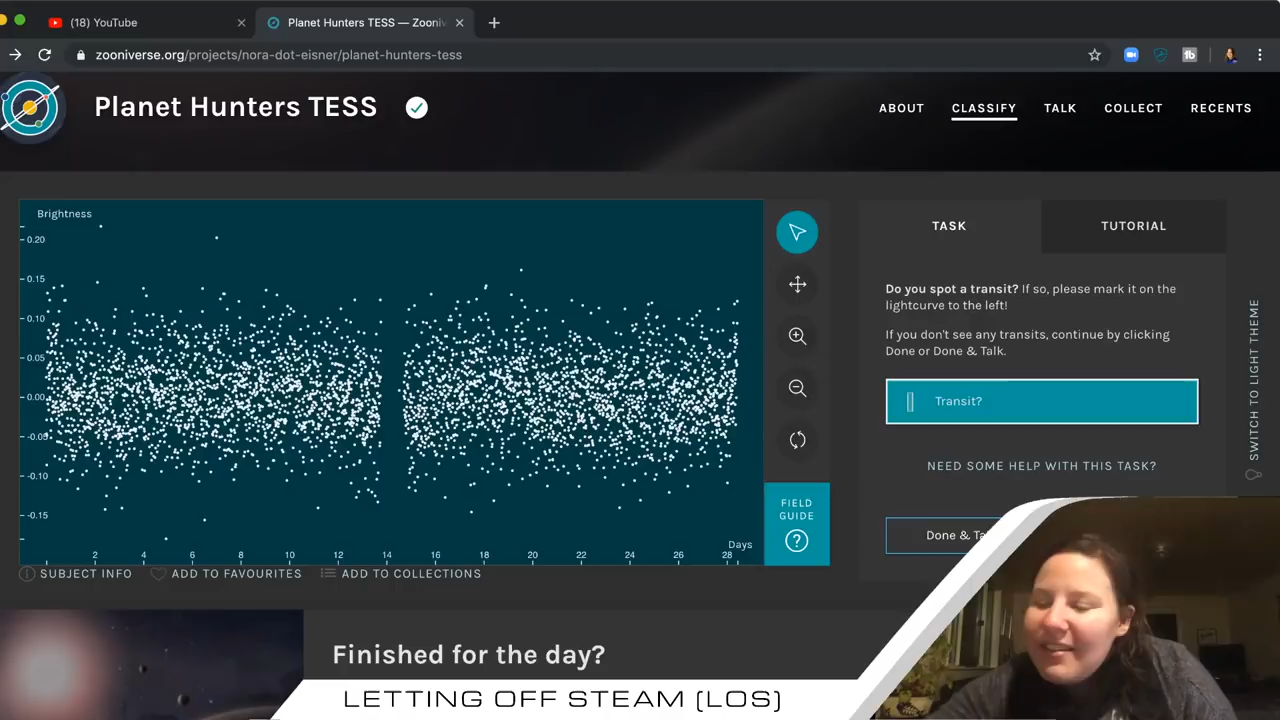 (18) YouTube
Planet Hunters TESS — Zooniv
zooniverse.org/projects/nora-dot-eisner/planet-hunters-tess
Planet Hunters TESS
ABOUT CLASSIFY TALK COLLECT RECENTS
Brightness
0.20
0.15
0.10
0.05
0.00
-0.05
-0.10
-0.15
2 4 6 8 10 12 14 16 18 20 22 24 26 28
Days
FIELD
GUIDE
?
SUBJECT INFO ADD TO FAVOURITES ADD TO COLLECTIONS
TASK TUTORIAL
Do you spot a transit? If so, please mark it on the
lightcurve to the left!
If you don't see any transits, continue by clicking
Done or Done & Talk.
Transit?
NEED SOME HELP WITH THIS TASK?
Done & Ta
SWITCH TO LIGHT THEME
Finished for the day?
LETTING OFF STEAM (LOS)